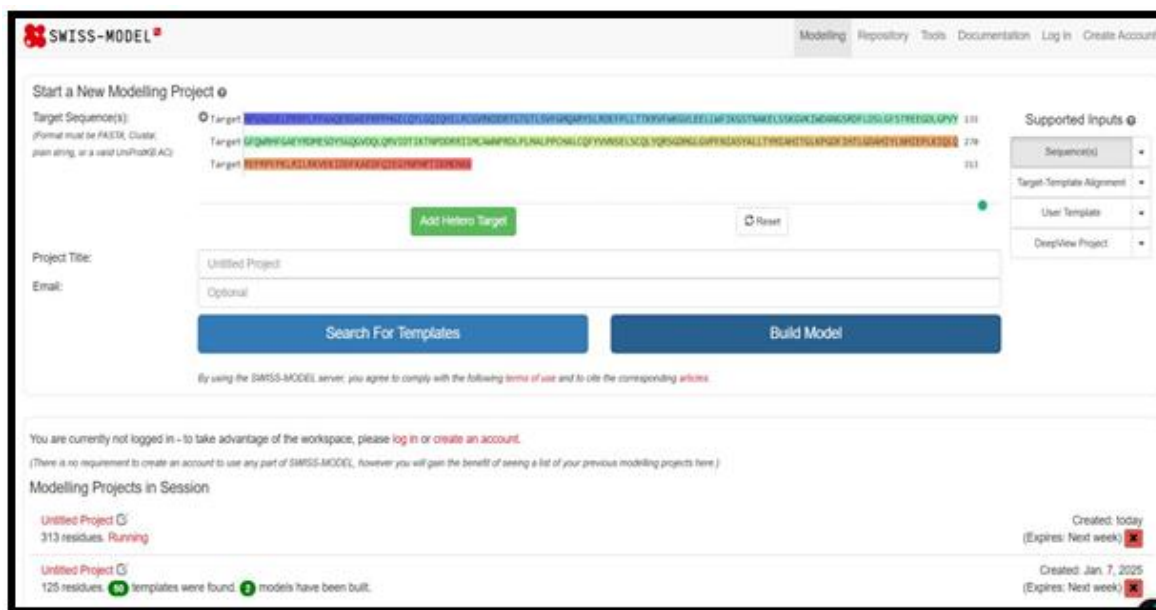 SWISS-MODEL
Modelling Repository Tools Documentation Log in Create Account
Start a New Modelling Project
Target Sequence(s):
(Format must be FASTA, Clustal,
plain string, or a valid UniProtKB AC)
Target
Target 270
Target 313
Supported Inputs
Sequence(s)
Target-Template Alignment
User Template
DeepView Project
Add Hetero Target
Reset
Project Title:
Untitled Project
Email:
Optional
Search For Templates
Build Model
By using the SWISS-MODEL server, you agree to comply with the following terms of use and to cite the corresponding articles.
You are currently not logged in - to take advantage of the workspace, please log in or create an account.
(There is no requirement to create an account to use any part of SWISS-MODEL, however you will gain the benefit of seeing a list of your previous modelling projects here.)
Modelling Projects in Session
Untitled Project
Created: today
313 residues. Running
(Expires: Next week)
Untitled Project
Created: Jan. 7, 2025
125 residues. 50 templates were found. 2 models have been built.
(Expires: Next week)